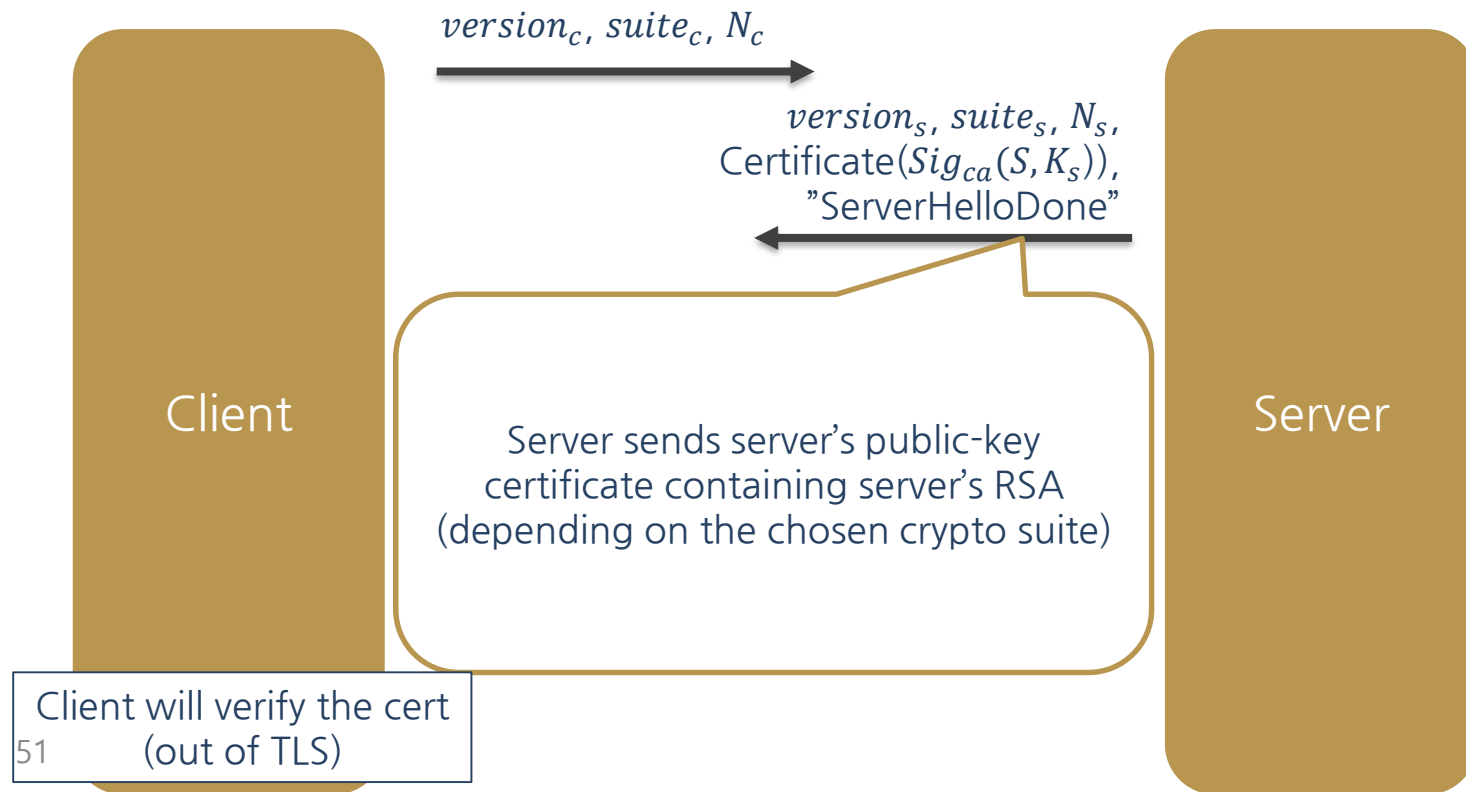 version_c, suite_c, N_c
version_s, suite_s, N_s,
Certificate(Sig_ca(S, K_s)),
”ServerHelloDone”
Client
Server
Server sends server’s public-key
certificate containing server’s RSA
(depending on the chosen crypto suite)
Client will verify the cert
(out of TLS)
51